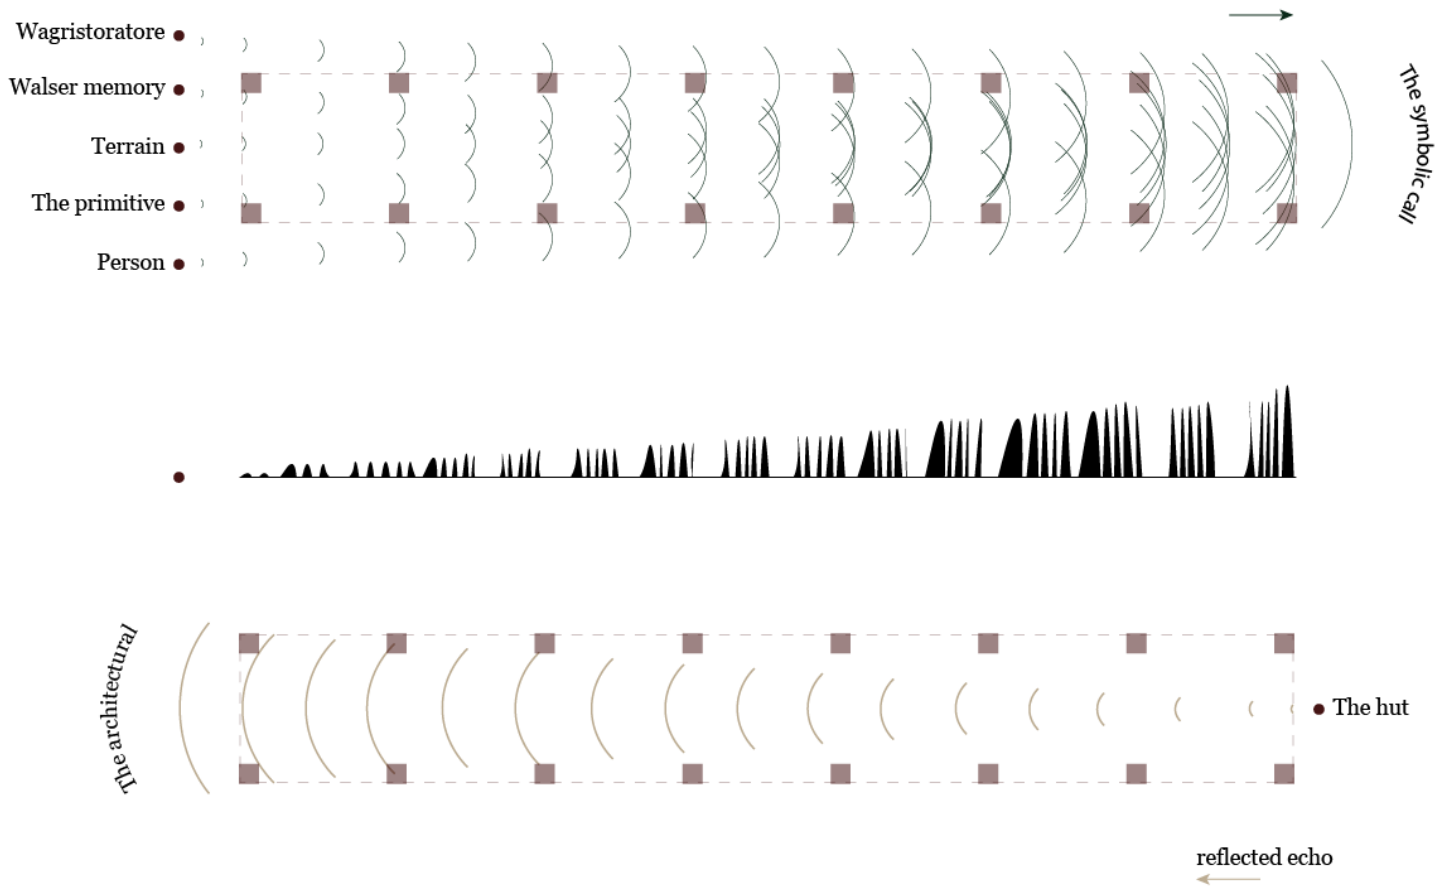 Wagristoratore
Walser memory
Terrain
The primitive
Person
The symbolic call
The architectural
The hut
reflected echo